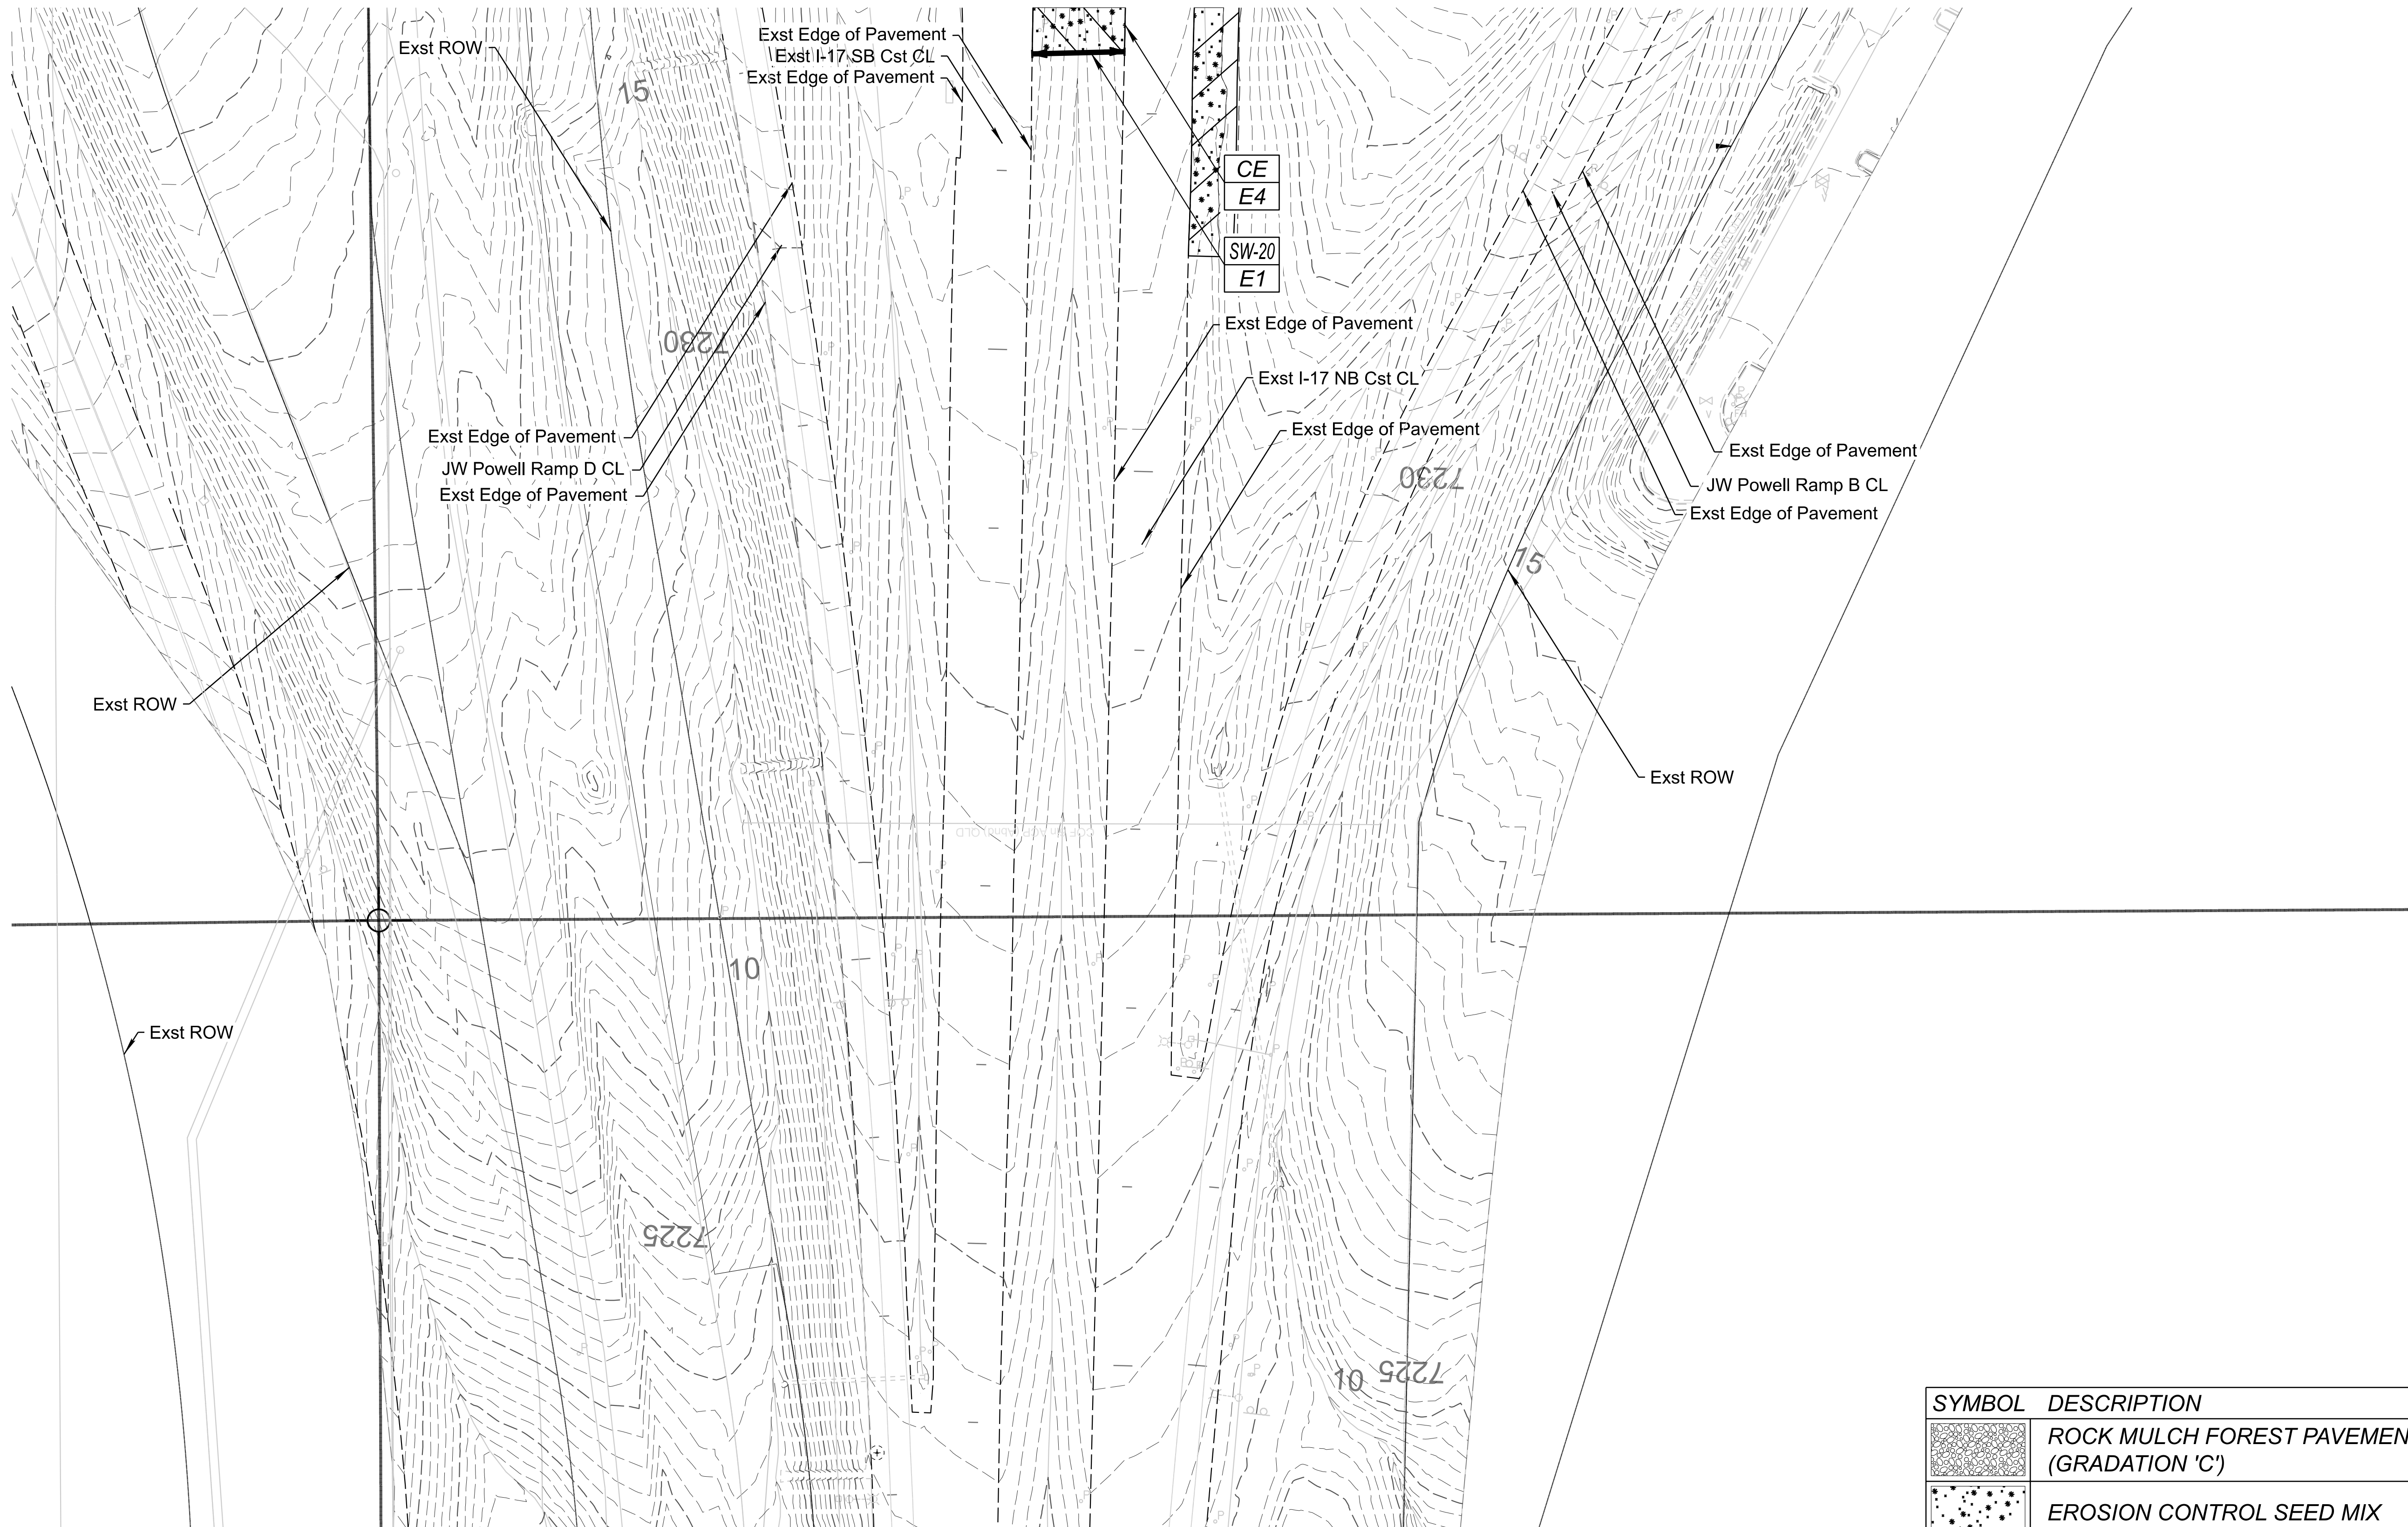 Exst ROW
Exst Edge of Pavement
Exst I-17 SB Cst CL
Exst Edge of Pavement
15
CE
E4
SW-20
E1
7230
Exst Edge of Pavement
Exst I-17 NB Cst CL
Exst Edge of Pavement
Exst Edge of Pavement
JW Powell Ramp D CL
Exst Edge of Pavement
Exst Edge of Pavement
JW Powell Ramp B CL
Exst Edge of Pavement
7230
15
Exst ROW
Exst ROW
10
Exst ROW
7225
10
7225
SYMBOL DESCRIPTION
ROCK MULCH FOREST PAVEMEN
(GRADATION 'C')
EROSION CONTROL SEED MIX